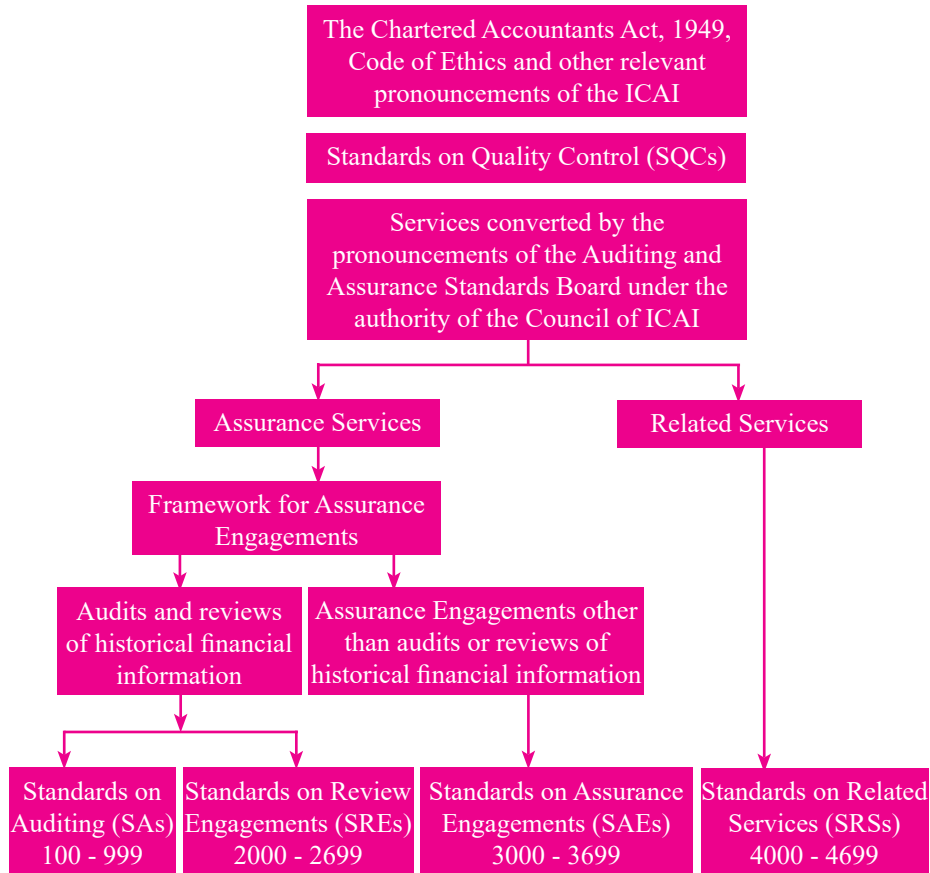 The Chartered Accountants Act, 1949,
Code of Ethics and other relevant
pronouncements of the ICAI
Standards on Quality Control (SQCs)
Services converted by the
pronouncements of the Auditing and
Assurance Standards Board under the
authority of the Council of ICAI
Assurance Services
Related Services
Framework for Assurance
Engagements
Audits and reviews
of historical financial
information
Assurance Engagements other
than audits or reviews of
historical financial information
Standards on
Auditing (SAs)
100 - 999
Standards on Review
Engagements (SREs)
2000 - 2699
Standards on Assurance
Engagements (SAEs)
3000 - 3699
Standards on Related
Services (SRSs)
4000 - 4699